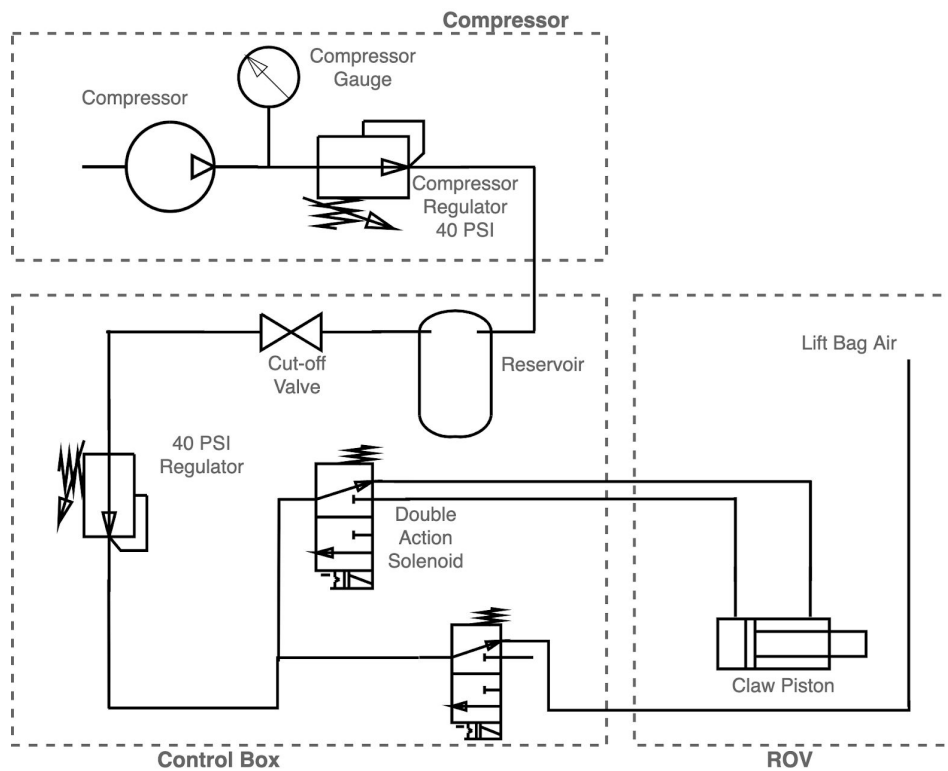 Compressor
Compressor
Gauge
Compressor
Compressor
Regulator
40 PSI
Lift Bag Air
Cut-off
Valve
Reservoir
40 PSI
Regulator
Double
Action
Solenoid
Claw Piston
Control Box
ROV